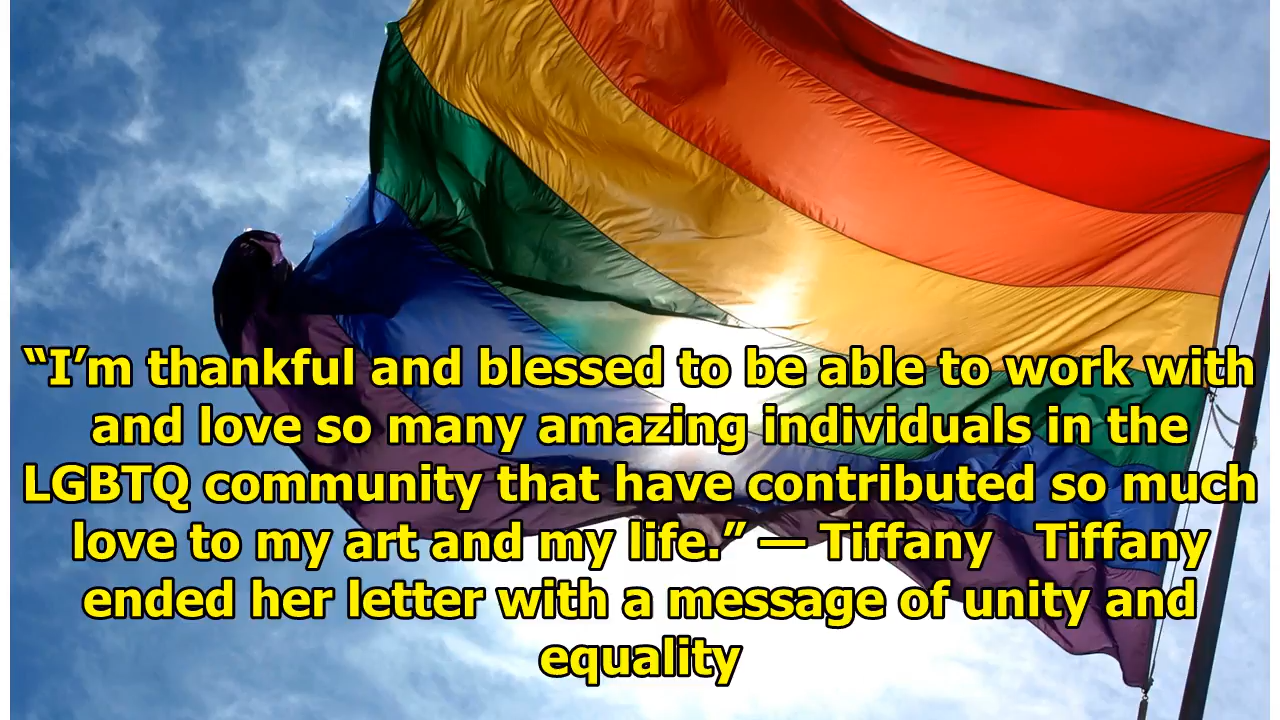 “I’m thankful and blessed to be able to work with
and love so many amazing individuals in the
LGBTQ community that have contributed so much
love to my art and my life.” — Tiffany   Tiffany
ended her letter with a message of unity and
equality